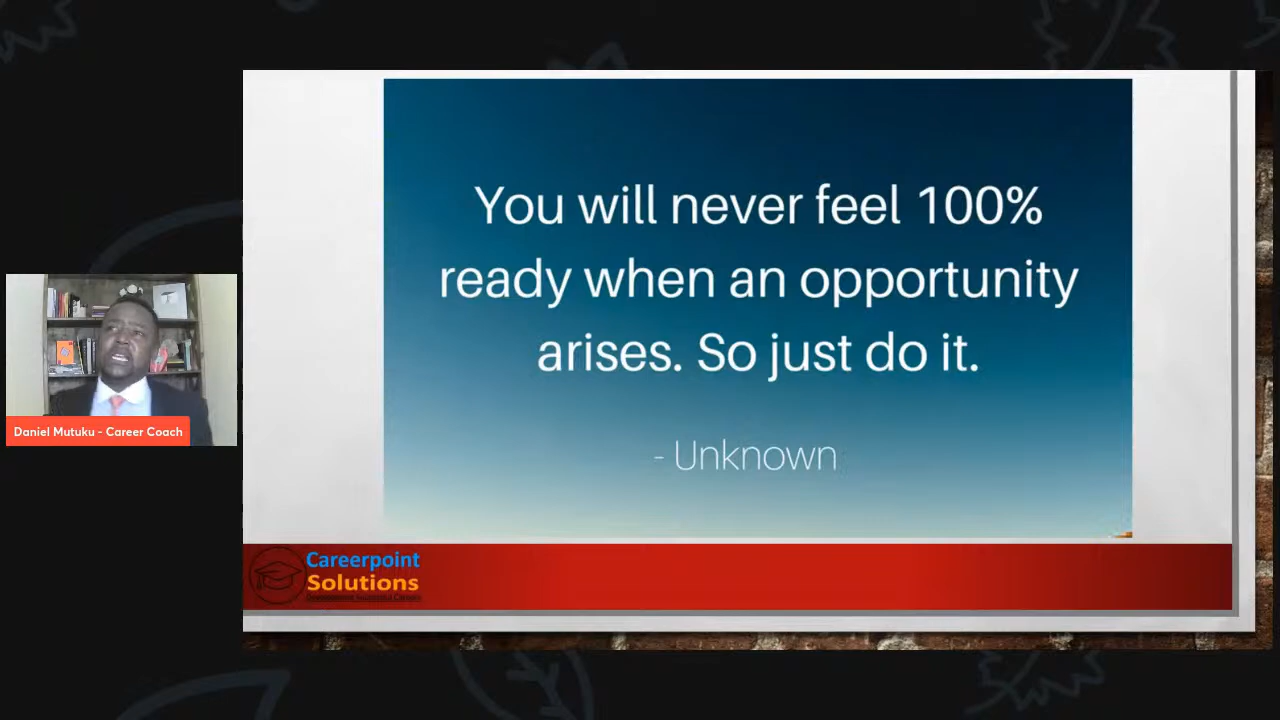 You will never feel 100%
ready when an opportunity
arises. So just do it.
- Unknown
Daniel Mutuku - Career Coach
Careerpoint
Solutions